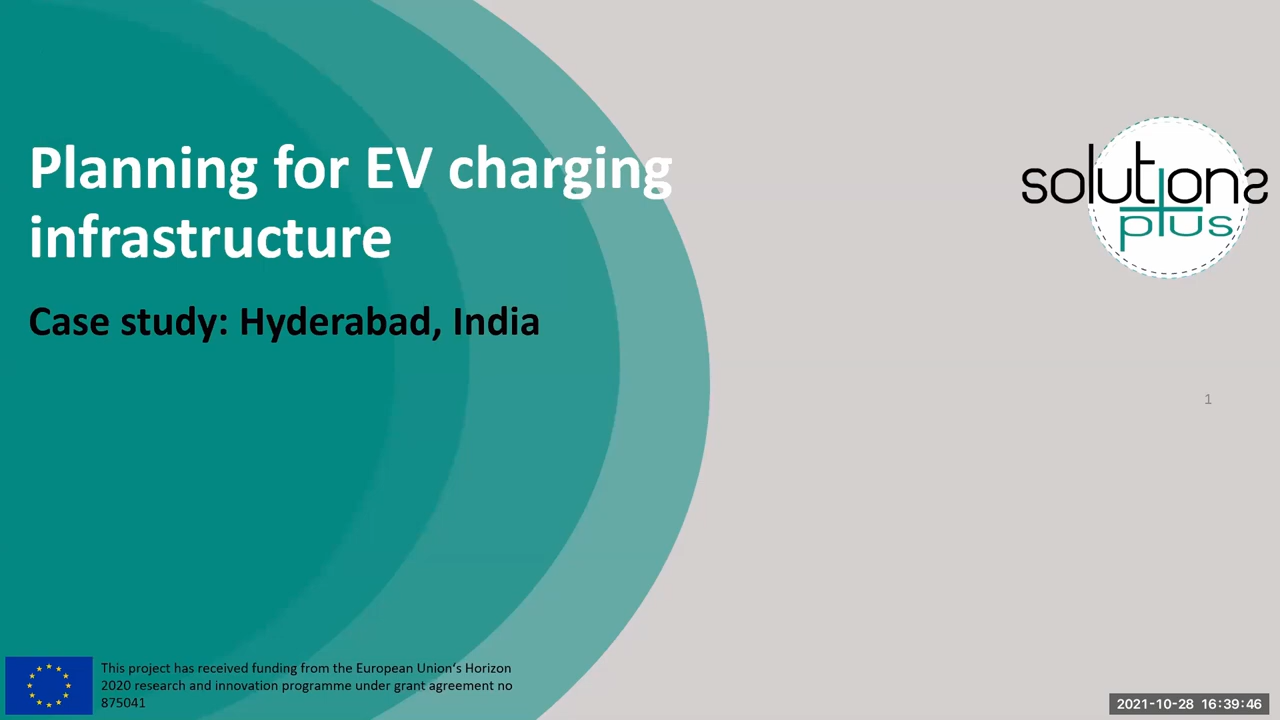 Planning for EV charging
infrastructure
Case study: Hyderabad, India
solutions
plus
1
This project has received funding from the European Union‘s Horizon
2020 research and innovation programme under grant agreement no
875041
2021-10-28 16:39:46